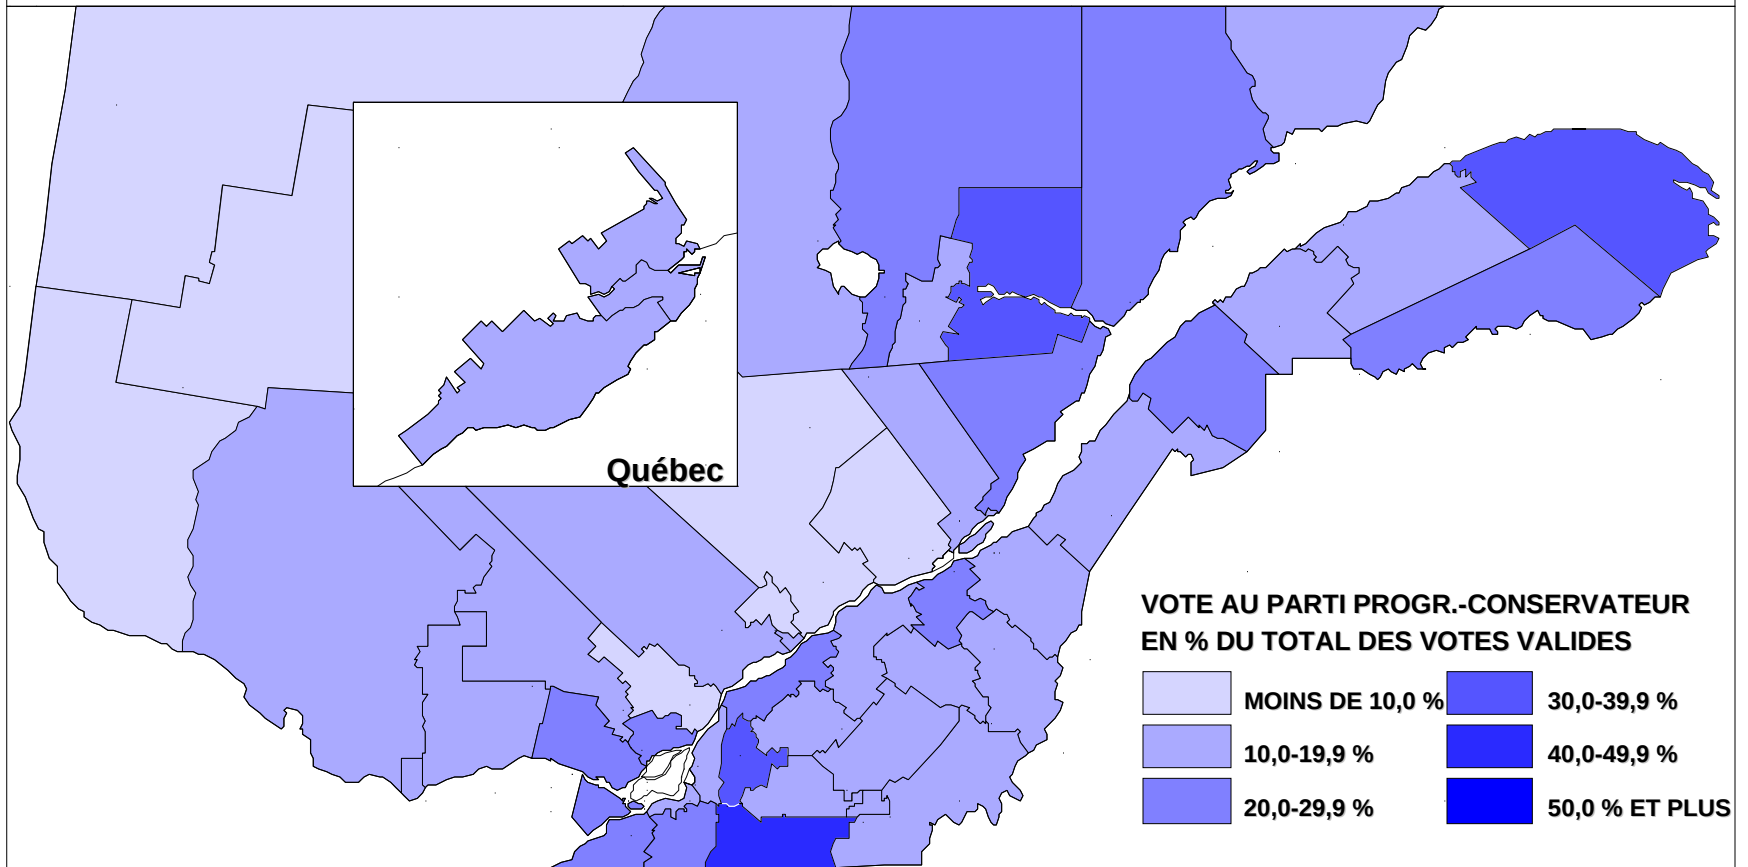 Québec
VOTE AU PARTI PROGR.-CONSERVATEUR
EN % DU TOTAL DES VOTES VALIDES
MOINS DE 10,0 %
30,0-39,9 %
10,0-19,9 %
40,0-49,9 %
20,0-29,9 %
50,0 % ET PLUS